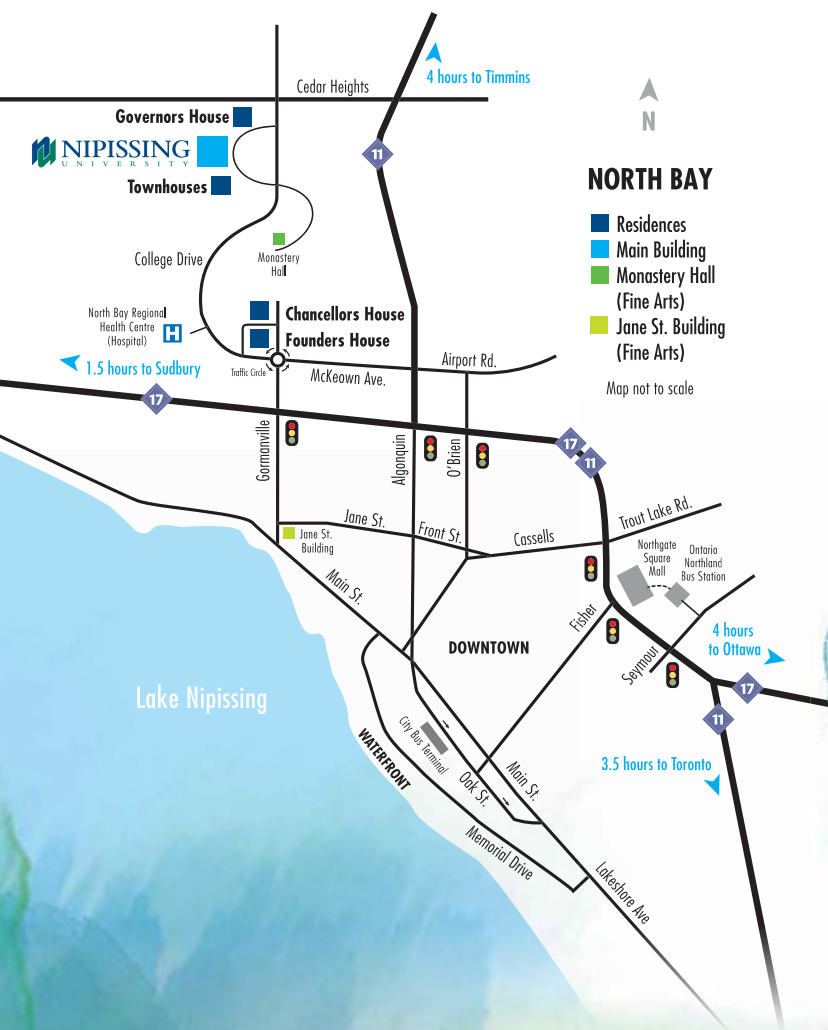 4 hours to Timmins
Cedar Heights
N
Governors House
NIPISSING
UNIVERSITY
Townhouses
11
NORTH BAY
Residences
Main Building
Monastery Hall
(Fine Arts)
Jane St. Building
(Fine Arts)
Map not to scale
College Drive
Monastery
Hall
North Bay Regional
Health Centre
(Hospital)
H
Chancellors House
Founders House
Traffic Circle
McKeown Ave.
Airport Rd.
1.5 hours to Sudbury
17
Gormanville
Algonquin
O'Brien
17
11
Jane St.
Front St.
Cassells
Trout Lake Rd.
Jane St.
Building
Northgate
Square
Mall
Ontario
Northland
Bus Station
Main St.
Fisher
DOWNTOWN
Seymour
4 hours
to Ottawa
17
11
Lake Nipissing
WATERFRONT
City Bus Terminal
Oak St.
Main St.
3.5 hours to Toronto
Memorial Drive
Lakeshore Ave